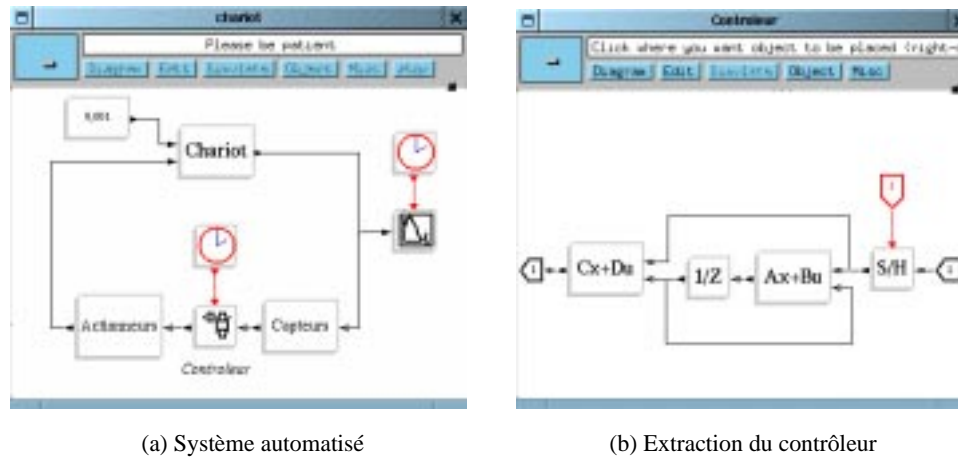 chariot
Please be patient
Diagram Edit Simulate Object Misc stop
Chariot
Actionneurs
Capteurs
Controleur
(a) Système automatisé
Controleur
Click where you want object to be placed (right-c
Diagram Edit Simulate Object Misc
1
1
Cx+Du
1/Z
Ax+Bu
S/H
(b) Extraction du contrôleur